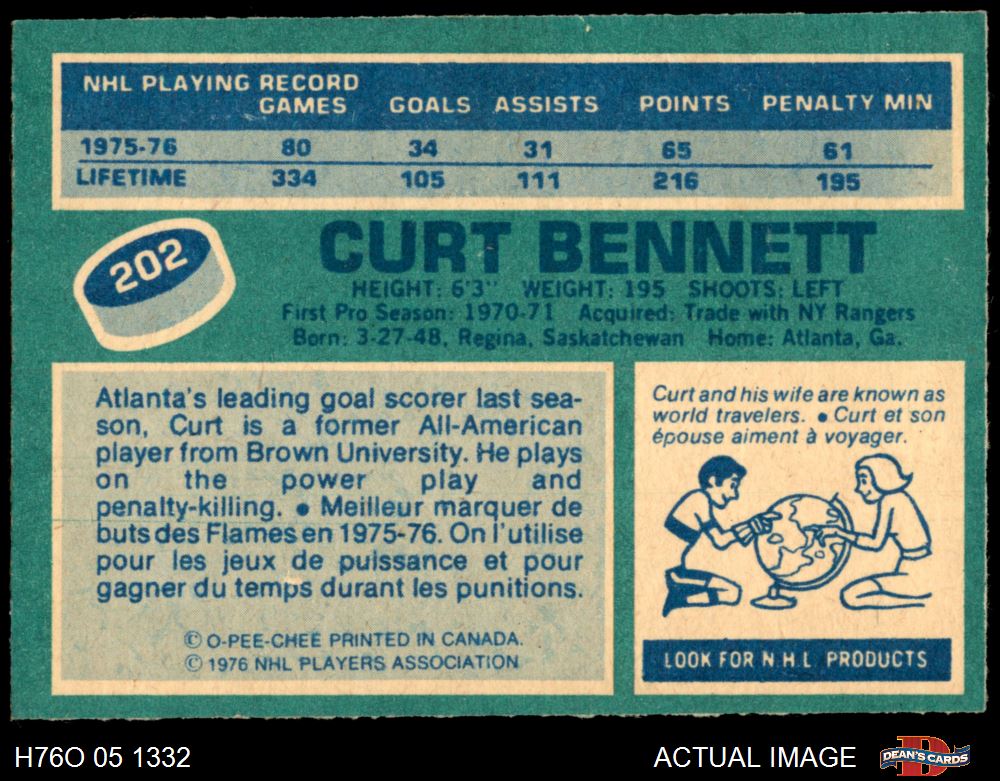 NHL PLAYING RECORD
GAMES GOALS ASSISTS POINTS PENALTY MIN
1975-76 80 34 31 65 61
LIFETIME 334 105 111 216 195
202
CURT BENNETT
HEIGHT: 6'3" WEIGHT: 195 SHOOTS: LEFT
First Pro Season: 1970-71 Acquired: Trade with NY Rangers
Born: 3-27-48, Regina, Saskatchewan Home: Atlanta, Ga.
Atlanta's leading goal scorer last sea-
son, Curt is a former All-American
player from Brown University. He plays
on the power play and
penalty-killing. • Meilleur marquer de
buts des Flames en 1975-76. On l'utilise
pour les jeux de puissance et pour
gagner du temps durant les punitions.
© O-PEE-CHEE PRINTED IN CANADA.
© 1976 NHL PLAYERS ASSOCIATION
Curt and his wife are known as
world travelers. • Curt et son
épouse aiment à voyager.
LOOK FOR N.H.L. PRODUCTS
H76O 05 1332
ACTUAL IMAGE
DEAN'S CARDS